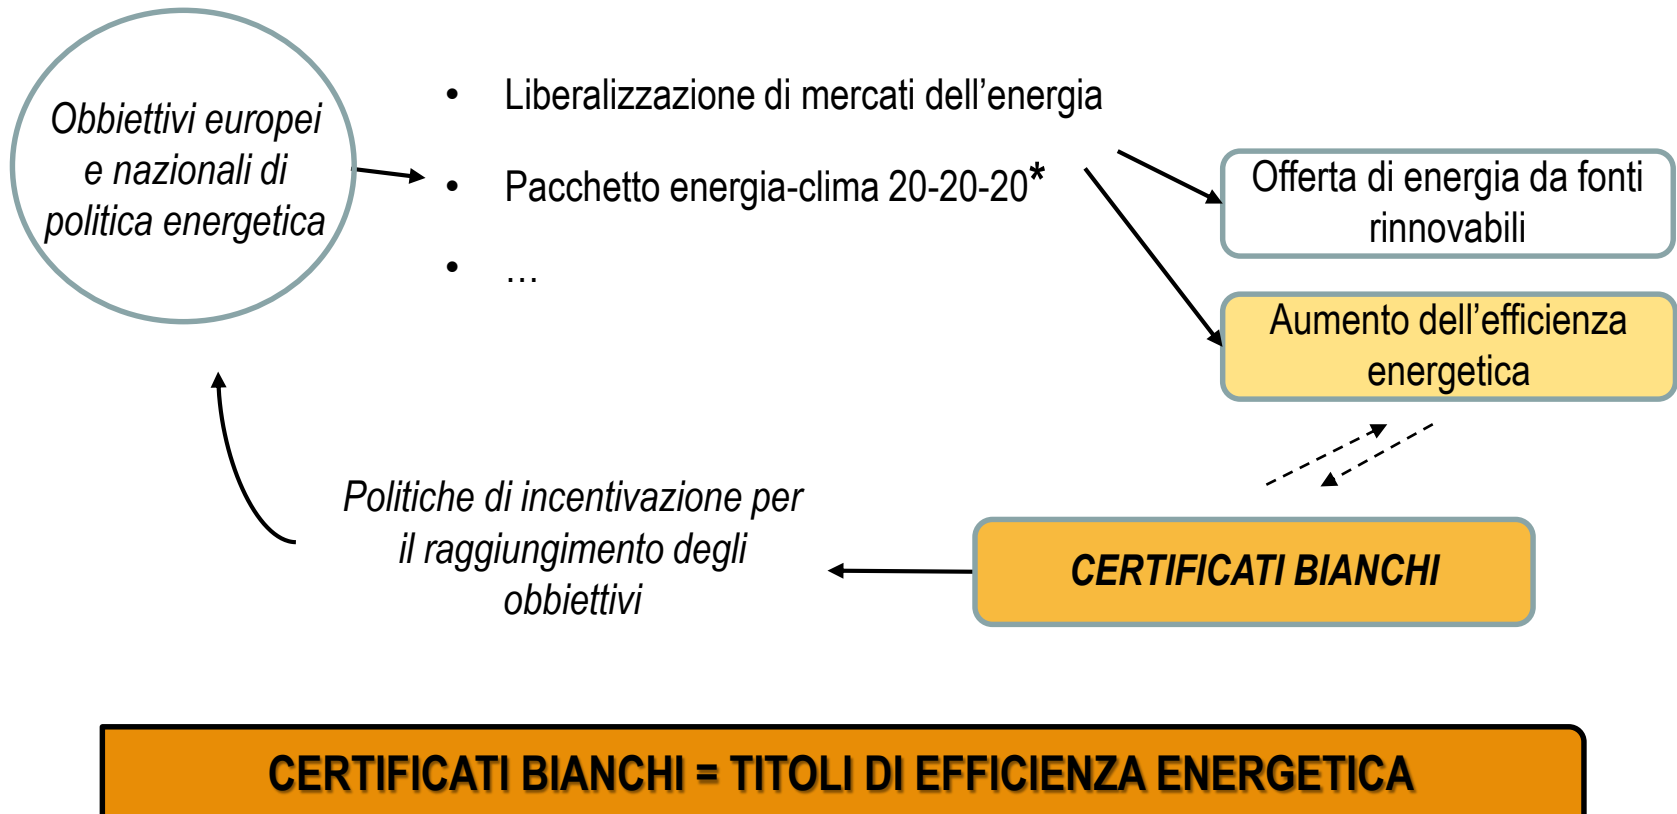 Obbiettivi europei
e nazionali di
politica energetica
• Liberalizzazione di mercati dell’energia
• Pacchetto energia-clima 20-20-20*
• …
Offerta di energia da fonti
rinnovabili
Aumento dell’efficienza
energetica
Politiche di incentivazione per
il raggiungimento degli
obbiettivi
CERTIFICATI BIANCHI
CERTIFICATI BIANCHI = TITOLI DI EFFICIENZA ENERGETICA